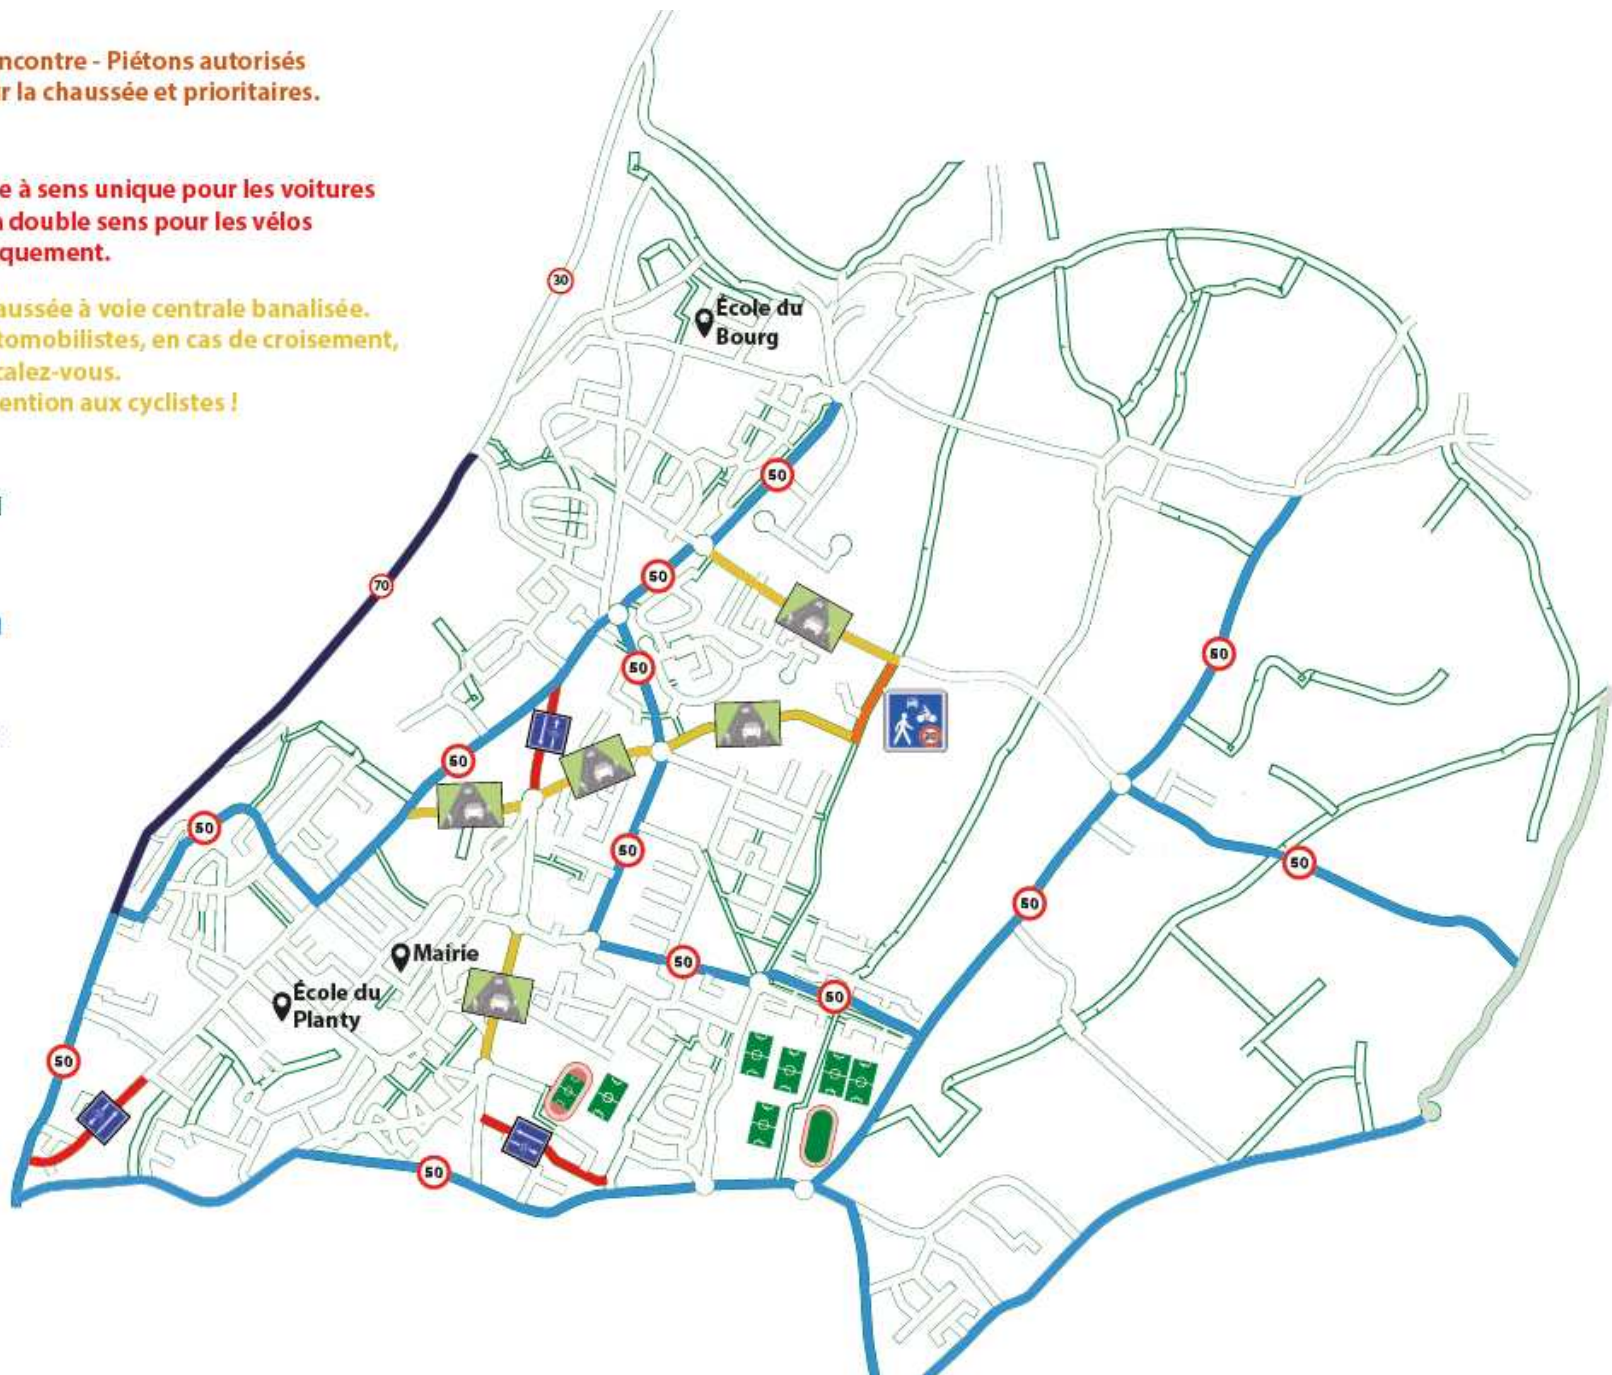 ncontre - Piétons autorisés
r la chaussée et prioritaires.
e à sens unique pour les voitures
à double sens pour les vélos
quement.
aussée à voie centrale banalisée.
tomobilistes, en cas de croisement,
calez-vous.
tention aux cyclistes !
30
École du
Bourg
50
50
70
50
50
30
50
50
50
50
50
Mairie
50
École du
Planty
50
50
50